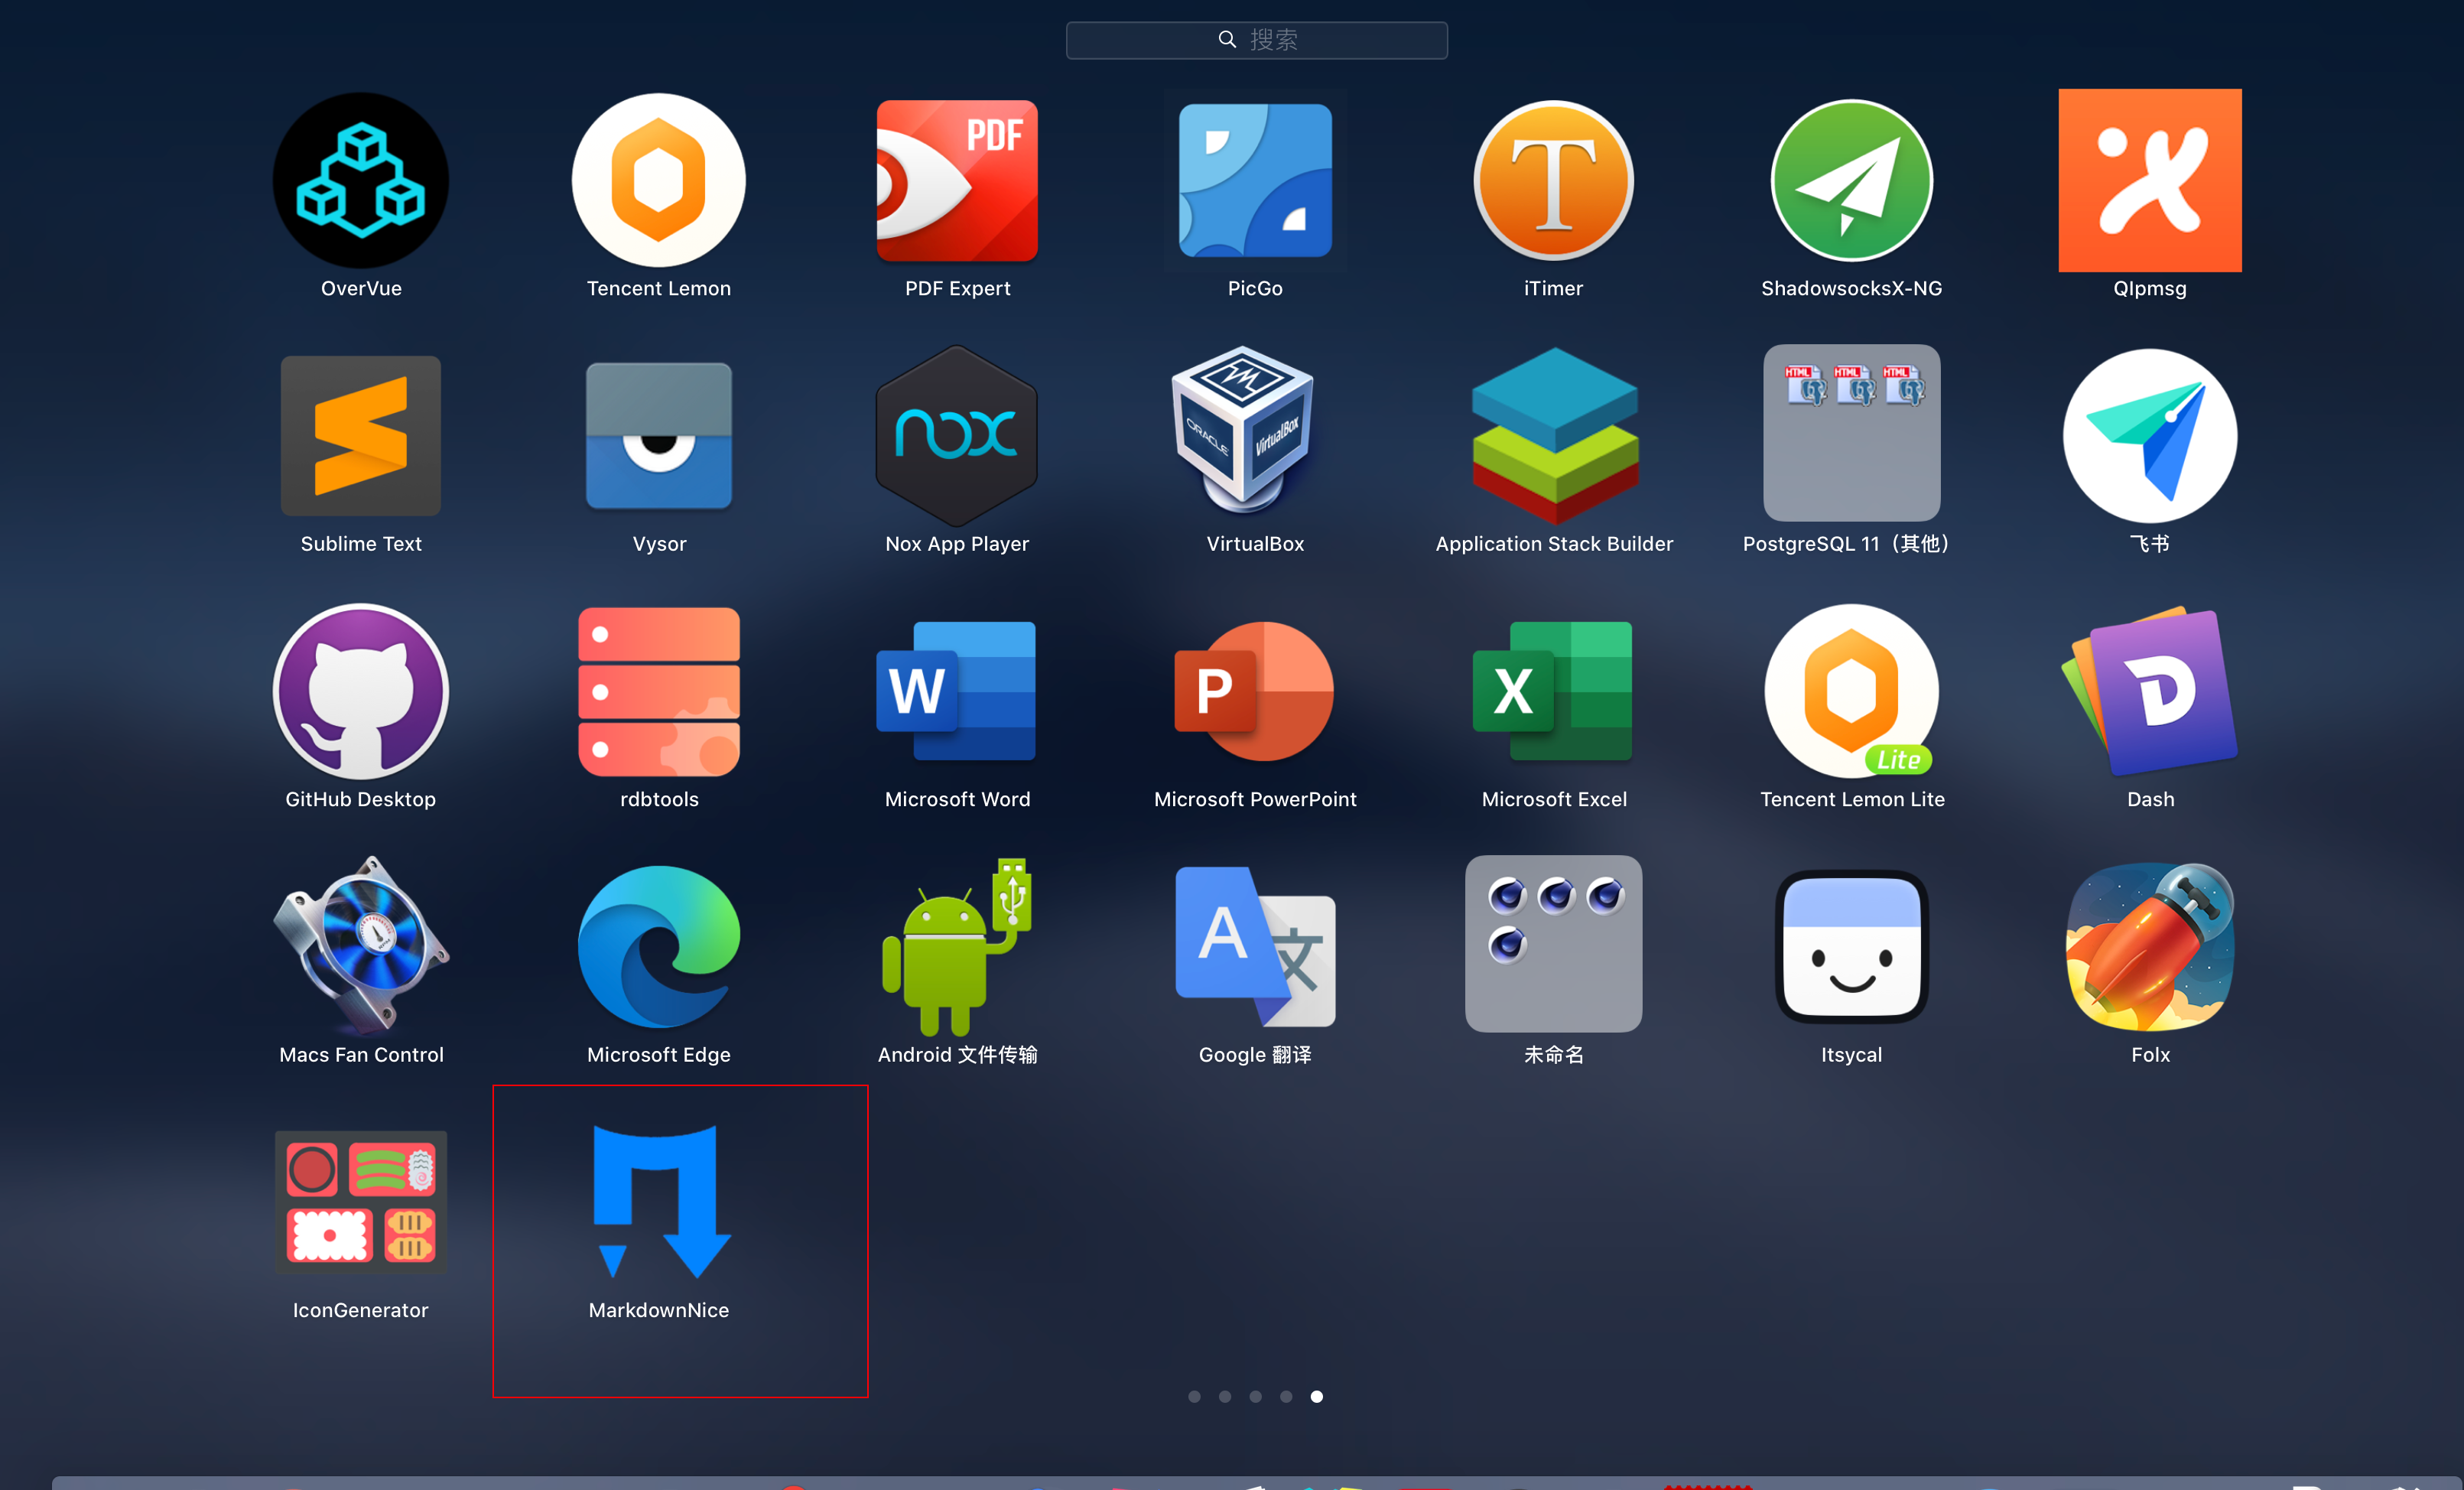 搜索
PDF
T
OverVue
Tencent Lemon
PDF Expert
PicGo
iTimer
ShadowsocksX-NG
QIpmsg
HTML HTML HTML
nox
ORACLE
VirtualBox
Sublime Text
Vysor
Nox App Player
VirtualBox
Application Stack Builder
PostgreSQL 11（其他）
飞书
W
P
X
Lite
D
GitHub Desktop
rdbtools
Microsoft Word
Microsoft PowerPoint
Microsoft Excel
Tencent Lemon Lite
Dash
A
文
Macs Fan Control
Microsoft Edge
Android 文件传输
Google 翻译
未命名
Itsycal
Folx
IconGenerator
MarkdownNice